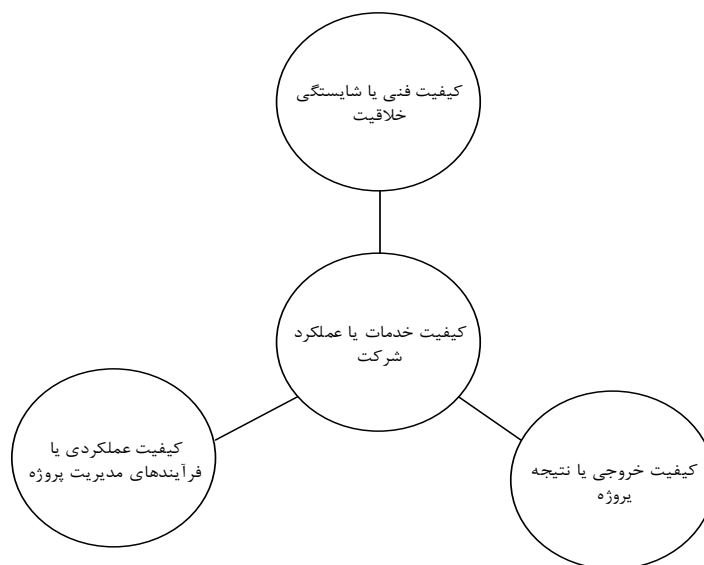 کیفیت فنی یا شایستگی
خلاقیت
کیفیت خدمات یا عملکرد
شرکت
کیفیت عملکردی یا
فرآیندهای مدیریت پروژه
کیفیت خروجی یا نتیجه
پروژه